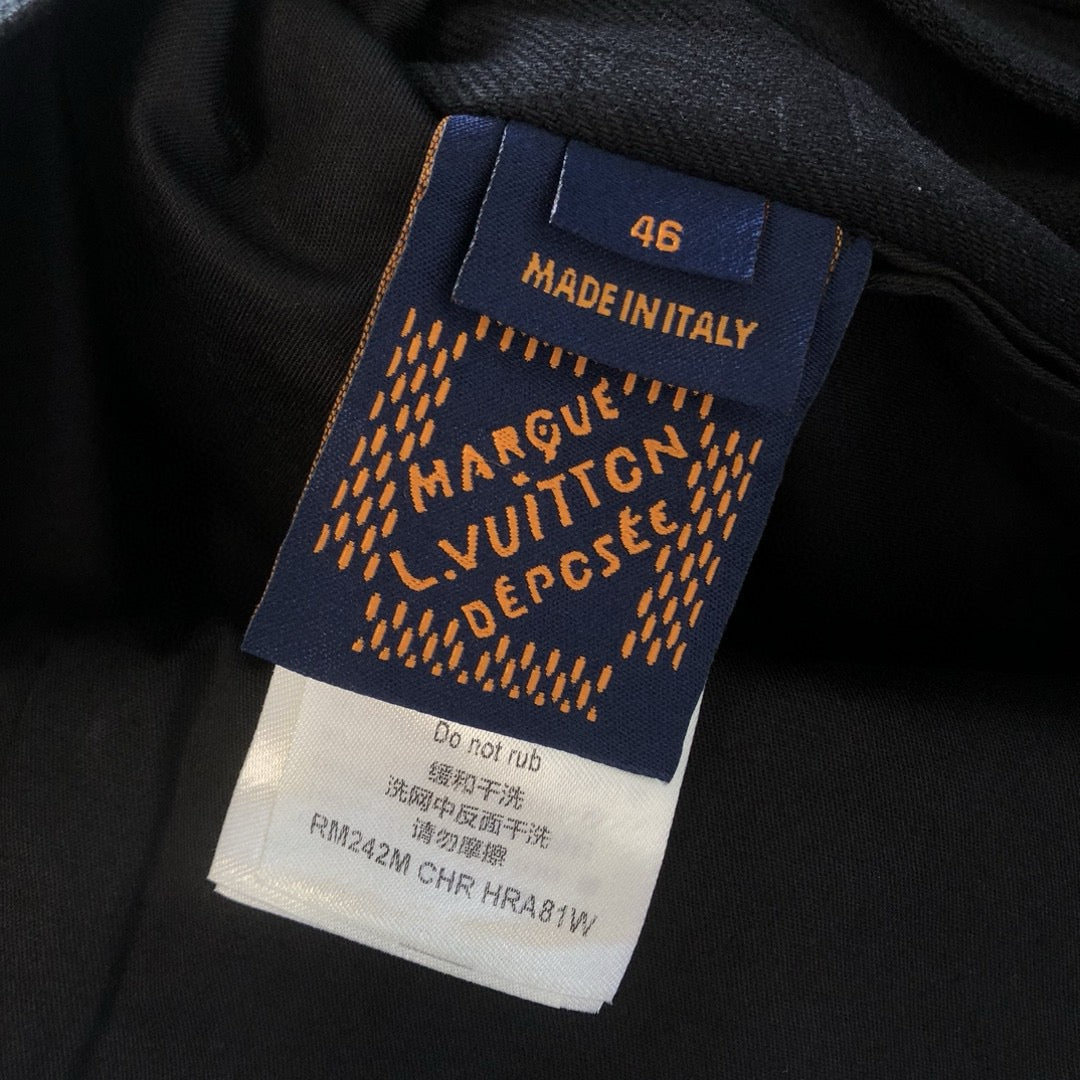 46
MADE IN ITALY
MARQUE
L.VUITTON
DÉPOSÉE
Do not rub
缓和干洗
洗网中反面干洗
请勿摩擦
RM242M CHR HRA81W